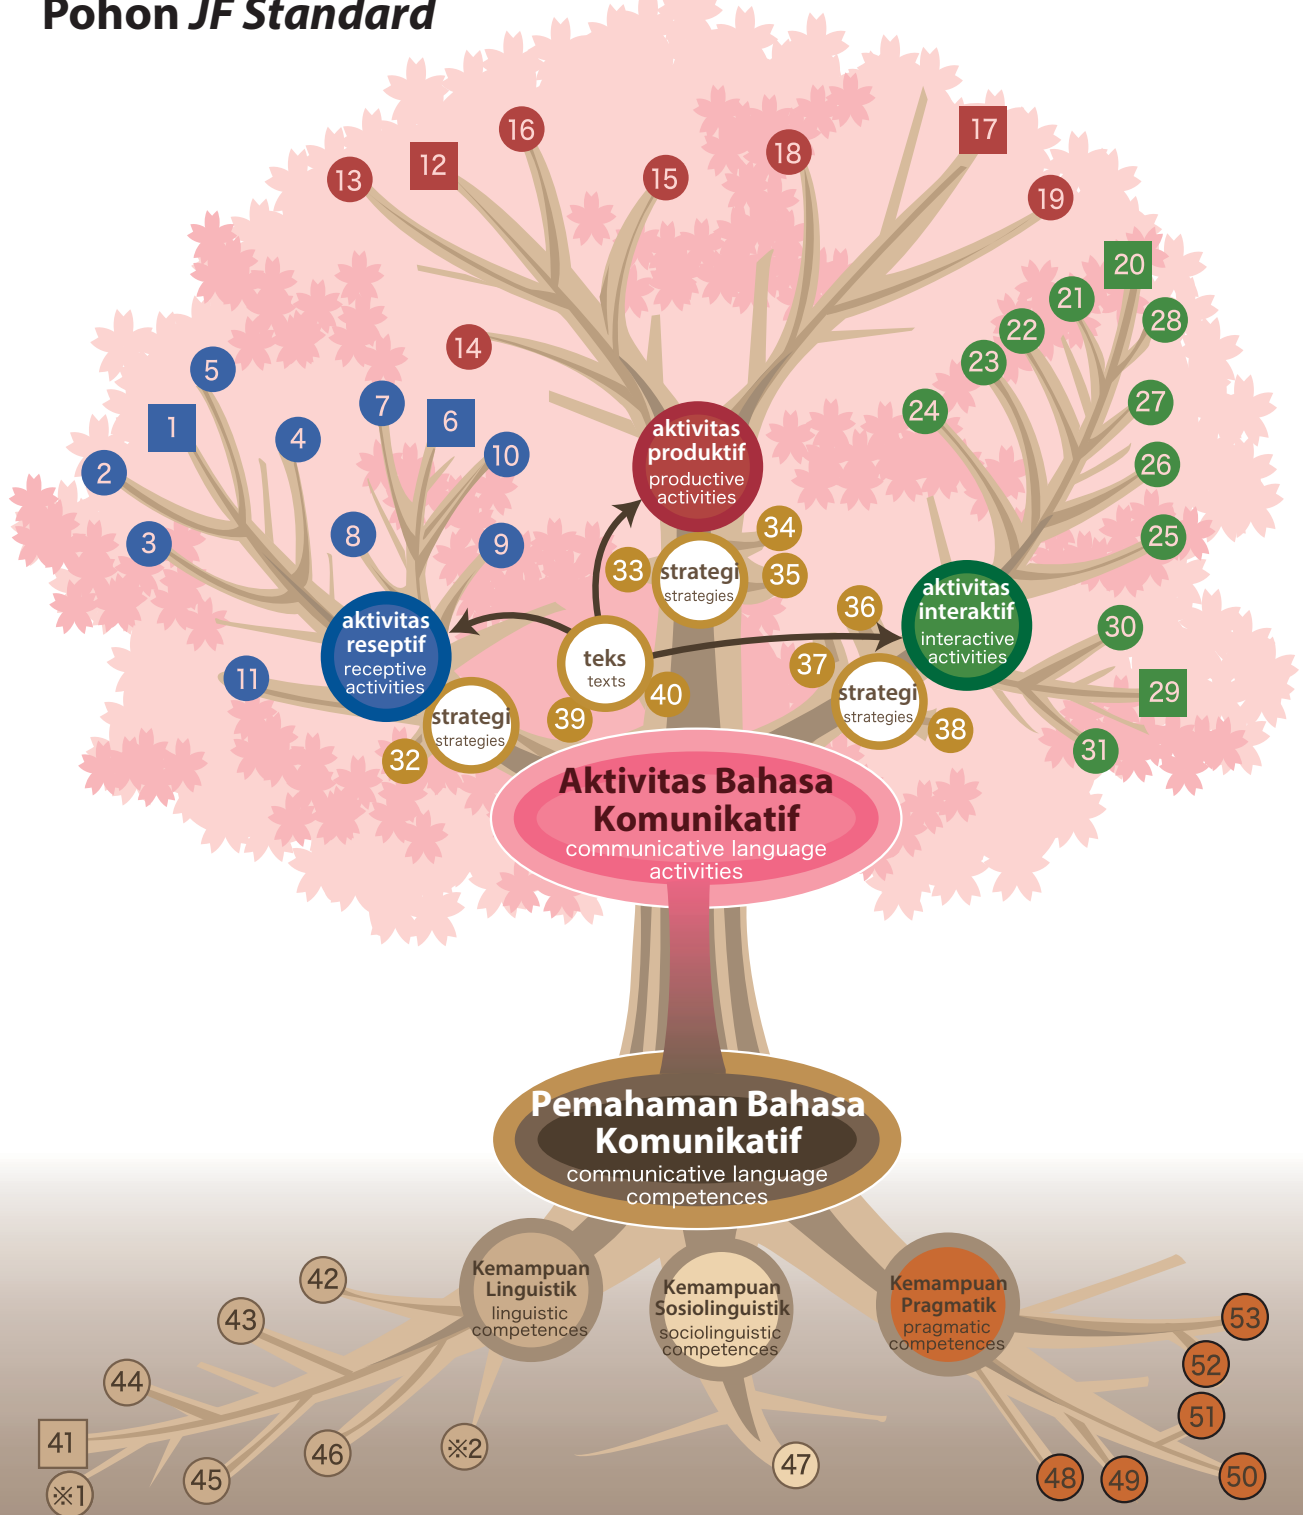 Pohon JF Standard
16
17
12
18
13
15
19
20
21
28
22
14
23
5
27
7
24
1
6
4
10
26
2
aktivitas
produktif
productive
activities
34
25
8
3
9
33
strategi
strategies
35
36
aktivitas
interaktif
interactive
activities
30
aktivitas
reseptif
receptive
activities
teks
texts
37
11
40
29
strategi
strategies
39
strategi
strategies
38
31
32
Aktivitas Bahasa
Komunikatif
communicative language
activities
Pemahaman Bahasa
Komunikatif
communicative language
competences
Kemampuan
Linguistik
linguistic
competences
Kemampuan
Sosiolinguistik
sociolinguistic
competences
Kemampuan
Pragmatik
pragmatic
competences
42
43
53
52
44
51
41
46
※2
47
45
48
49
50
※1